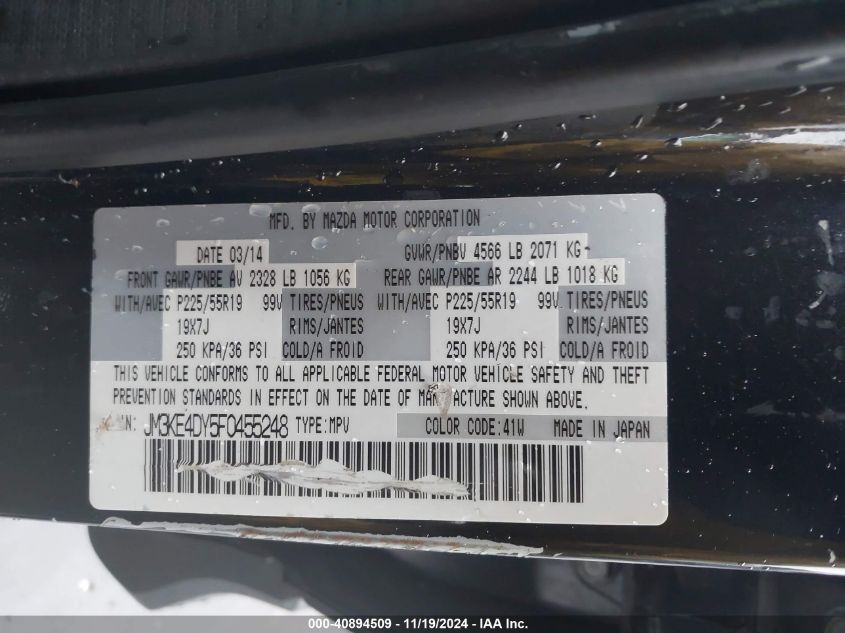 MFD. BY MAZDA MOTOR CORPORATION
DATE 03/14 GVWR/PNBV 4566 LB 2071 KG
FRONT GAWR/PNBE AV 2328 LB 1056 KG REAR GAWR/PNBE AR 2244 LB 1018 KG
WITH/AVEC P225/55R19 99V TIRES/PNEUS WITH/AVEC P225/55R19 99V TIRES/PNEUS
19X7J RIMS/JANTES 19X7J RIMS/JANTES
250 KPA/36 PSI COLD/A FROID 250 KPA/36 PSI COLD/A FROID
THIS VEHICLE CONFORMS TO ALL APPLICABLE FEDERAL MOTOR VEHICLE SAFETY AND THEFT
PREVENTION STANDARDS IN EFFECT ON THE DATE OF MANUFACTURE SHOWN ABOVE.
JM3KE4DY5F0455248 TYPE:MPV COLOR CODE:41W MADE IN JAPAN
000-40894509 - 11/19/2024 - IAA Inc.